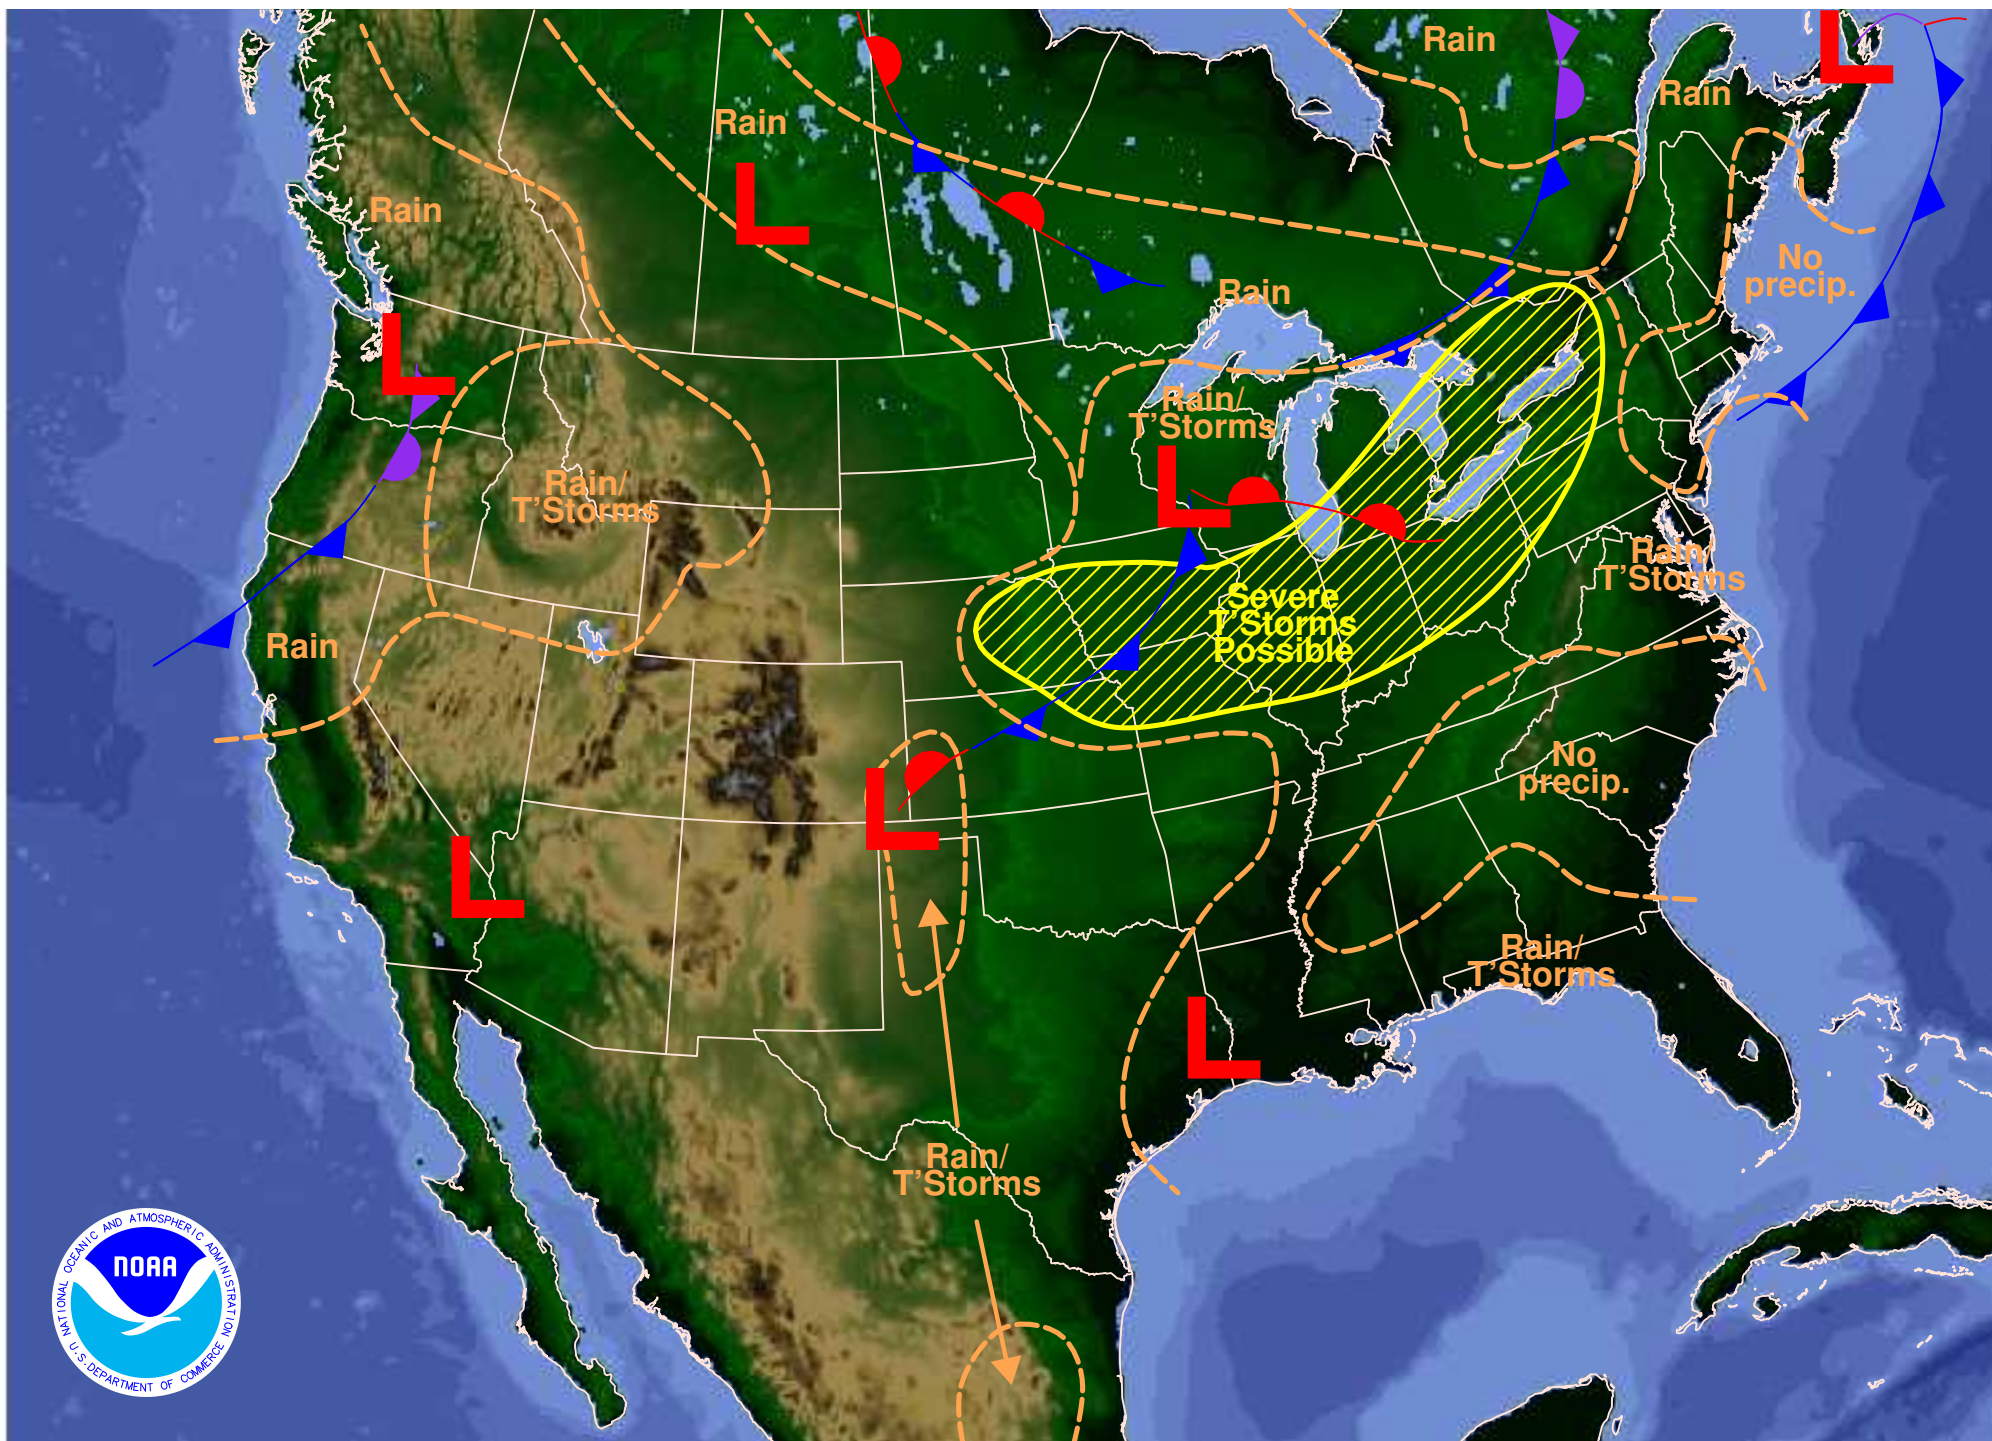 Rain
Rain
Rain
Rain
No
precip.
Rain
Rain/
T'Storms
Rain/
T'Storms
Rain
T'Storms
Severe
T'Storms
Possible
Rain
No
precip.
Rain/
T'Storms
Rain/
T'Storms
L
L
L
L
L
L
L
L
NATIONAL OCEANIC AND ATMOSPHERIC ADMINISTRATION
NOAA
U.S. DEPARTMENT OF COMMERCE